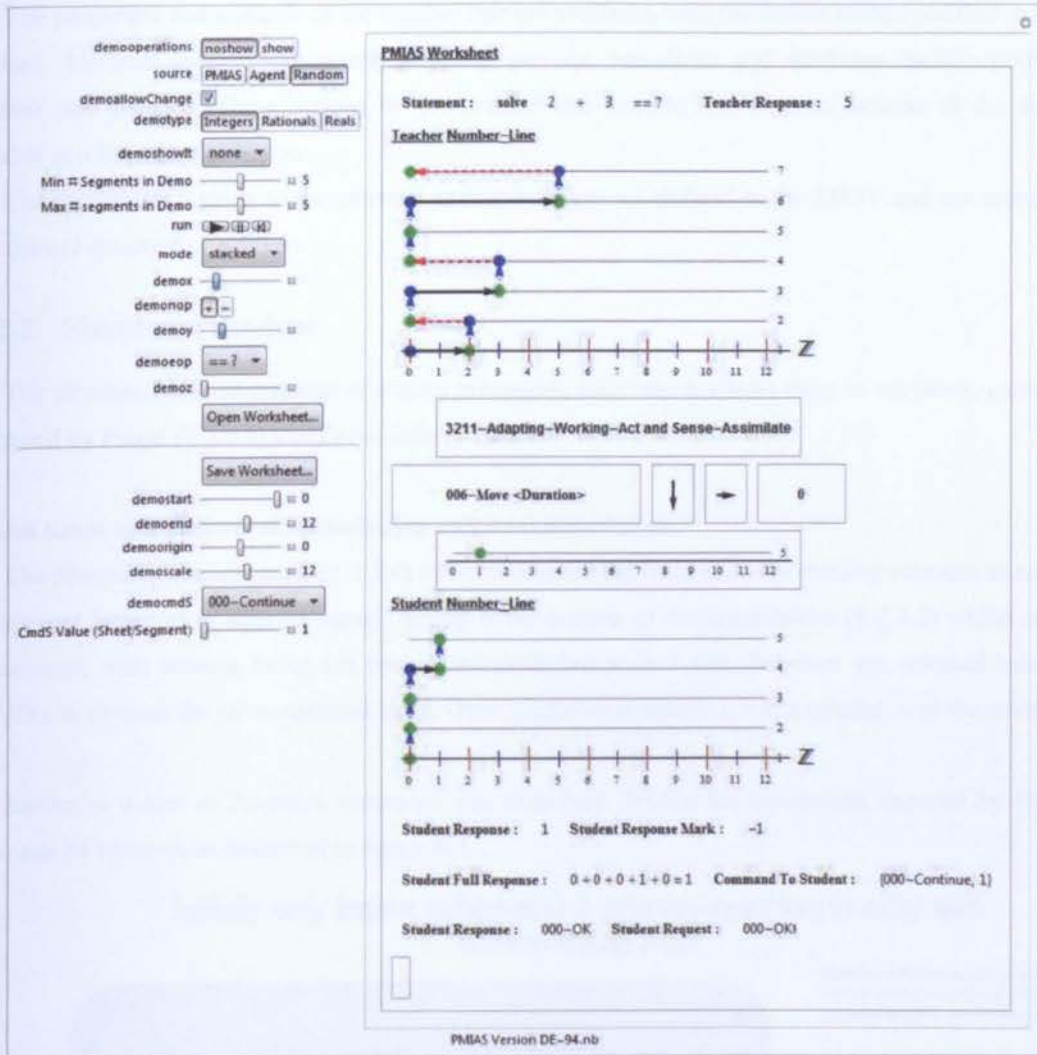 demooperations noshow show
source PMIAS Agent Random
demoallowChange
demotype Integers Rationals Reals
demoshowIt none
Min # Segments in Demo 5
Max # segments in Demo 5
run
mode stacked
demox
demonop + -
demoy
demoeop == ?
demoz
Open Worksheet...
Save Worksheet...
demostart 0
demoend 12
demoorigin 0
demoscale 12
democmdS 000-Continue
CmdS Value (Sheet/Segment) 1
PMIAS Worksheet
Statement : solve 2 + 3 ==? Teacher Response : 5
Teacher Number-Line
7
6
5
4
3
2
1 ℤ
0 1 2 3 4 5 6 7 8 9 10 11 12
3211-Adapting-Working-Act and Sense-Assimilate
006-Move <Duration> 0
5
0 1 2 3 4 5 6 7 8 9 10 11 12
Student Number-Line
5
4
3
2
1 ℤ
0 1 2 3 4 5 6 7 8 9 10 11 12
Student Response : 1 Student Response Mark : -1
Student Full Response : 0 + 0 + 0 + 1 + 0 = 1 Command To Student : {000-Continue, 1}
Student Response : 000-OK Student Request : 000-OKI
PMIAS Version DE-94.nb